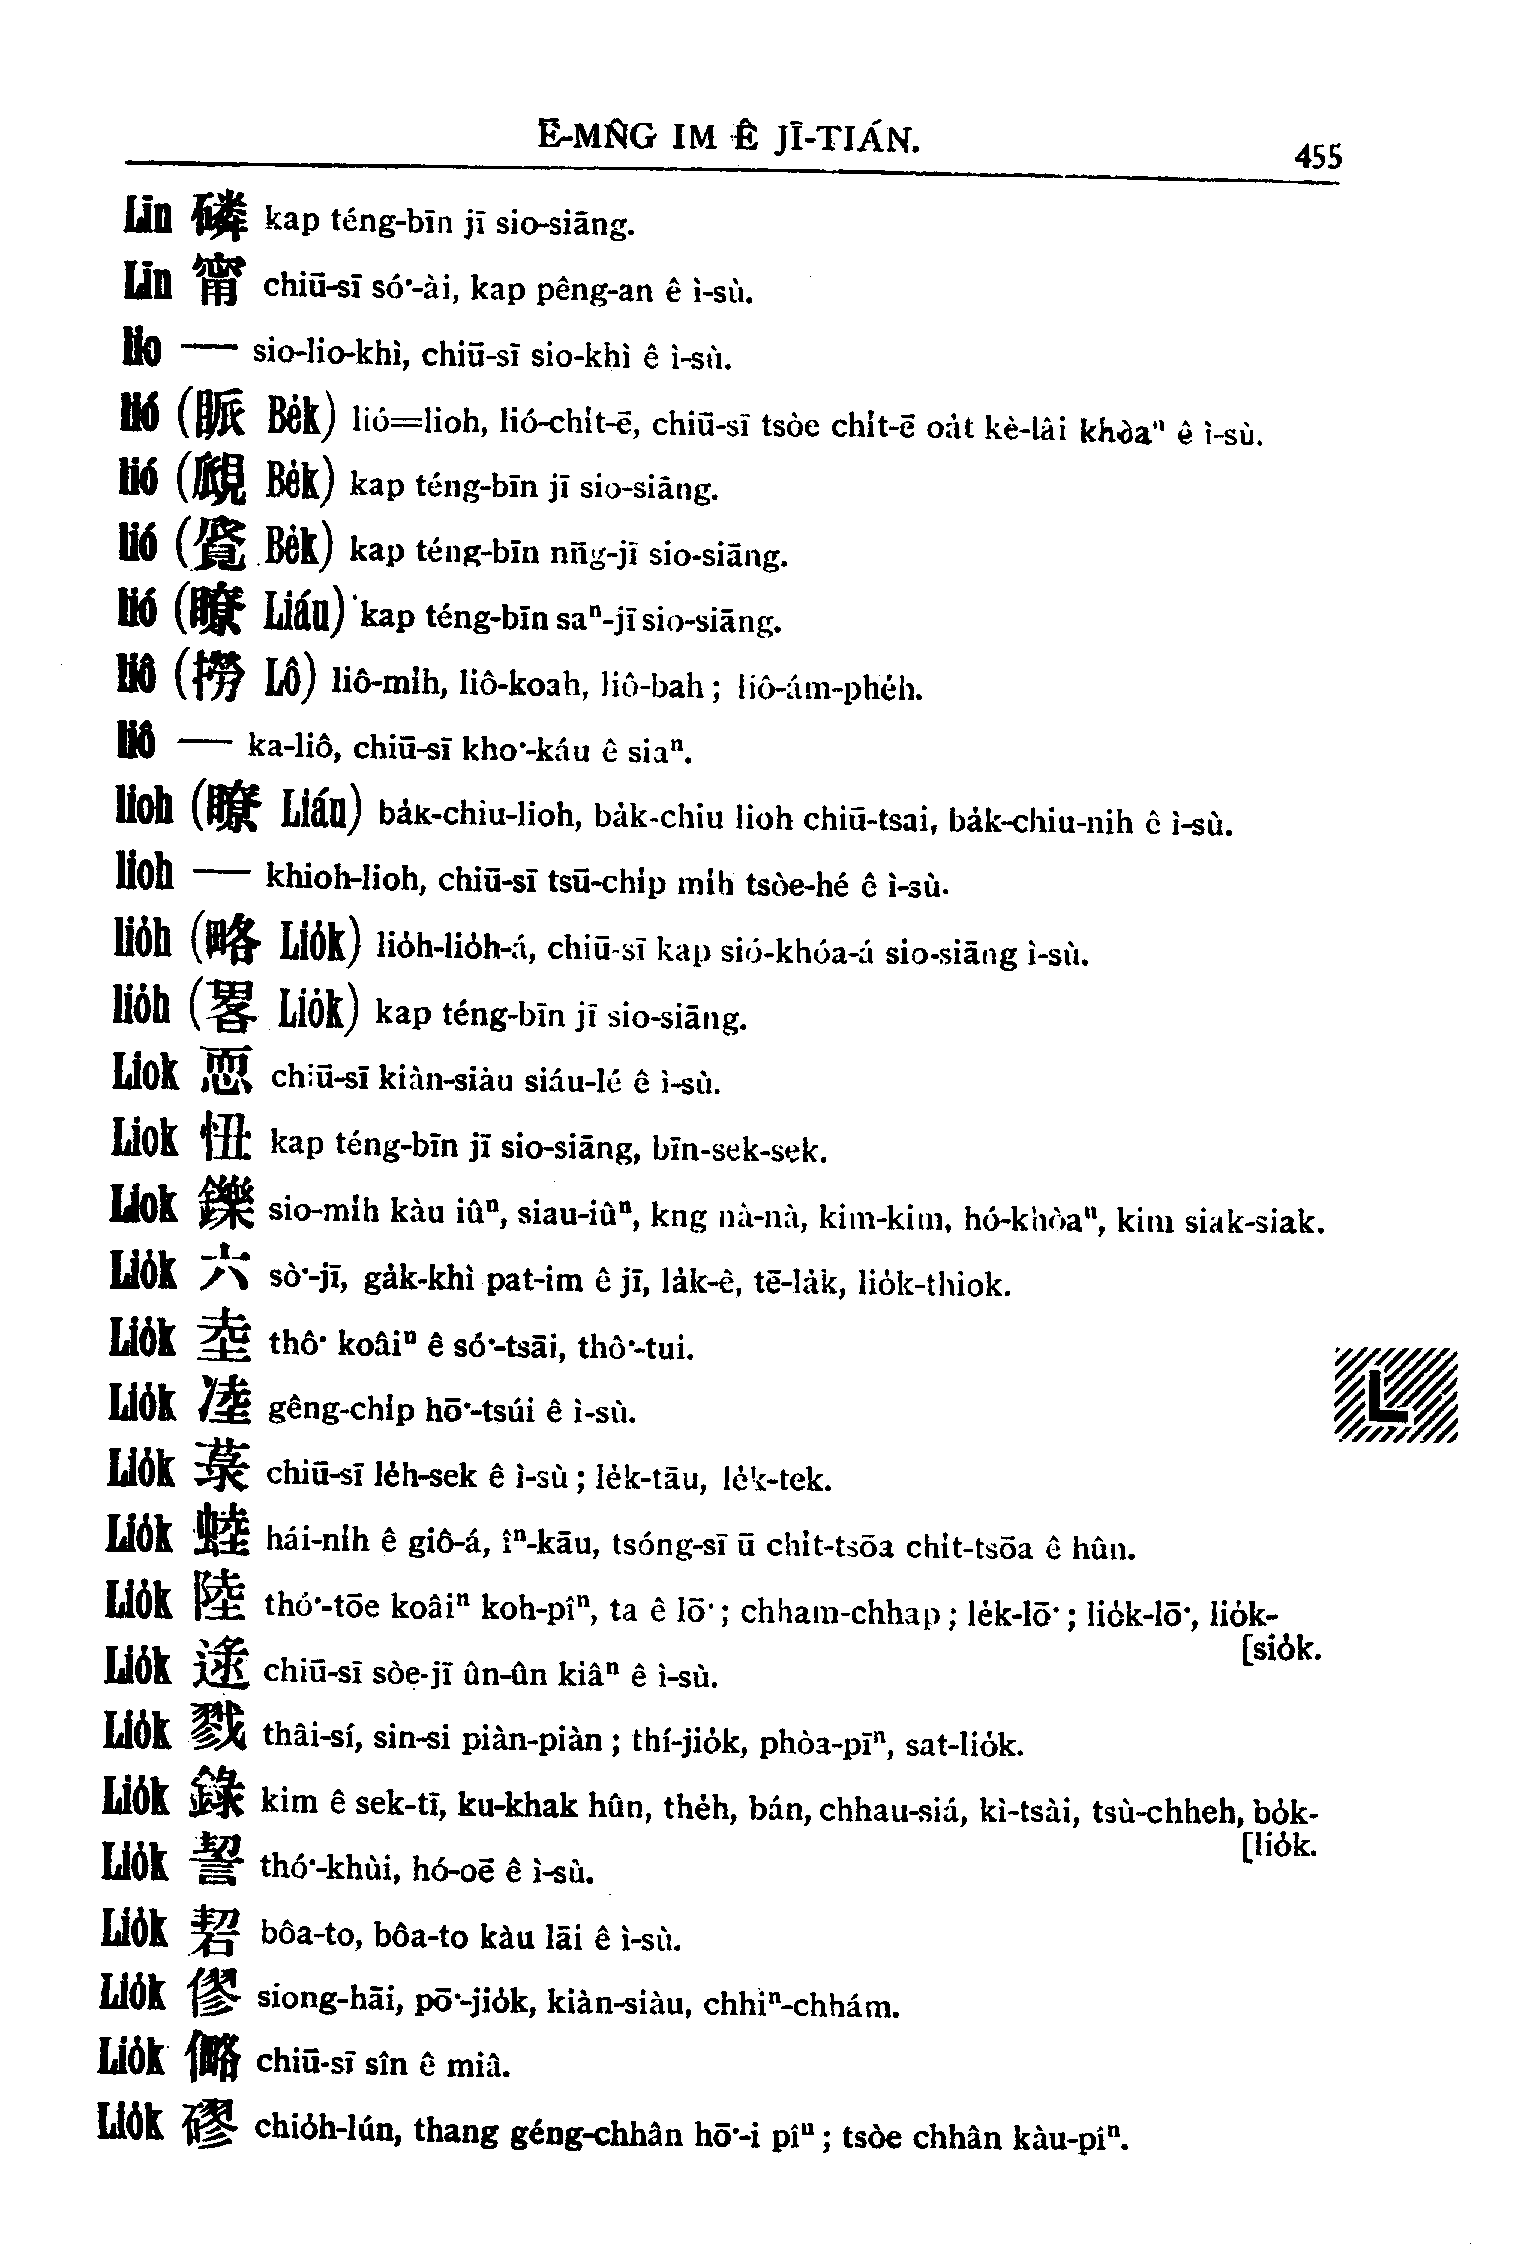 Ē-MN̂G IM Ê JĪ-TIÁN.
455
Līn 磷 kap téng-bīn jī sio-siāng.
Līn 甯 chiū-sī só͘-ài, kap pêng-an ê ì-sù.
lio — sio-lio-khì, chiū-sī sio-khì ê ì-sù.
lió (眽 Be̍k) lió=lioh, lió-chi̍t-ē, chiū-sī tsòe chi̍t-ē oa̍t kè-lâi khòaⁿ ê ì-sù.
lió (覛 Be̍k) kap téng-bīn jī sio-siāng.
lió (覓 Be̍k) kap téng-bīn nn̄g-jī sio-siāng.
lió (瞭 Liáu) kap téng-bīn saⁿ-jī sio-siāng.
liô (撈 Lô) liô-mi̍h, liô-koah, liô-bah; liô-ám-phe̍h.
liô — ka-liô, chiū-sī kho͘-káu ê siaⁿ.
lioh (瞭 Liáu) ba̍k-chiu-lioh, ba̍k-chiu lioh chiū-tsai, ba̍k-chiu-nih ê ì-sù.
lioh — khioh-lioh, chiū-sī tsū-chi̍p mi̍h tsòe-hé ê ì-sù.
lio̍h (略 Lio̍k) lio̍h-lio̍h-á, chiū-sī kap sió-khóa-á sio-siāng ì-sù.
lio̍h (畧 Lio̍k) kap téng-bīn jī sio-siāng.
Liok 恧 chiū-sī kiàn-siàu siáu-lé ê ì-sù.
Liok 忸 kap téng-bīn jī sio-siāng, bīn-sek-sek.
Liok 鑠 sio-mi̍h kàu iûⁿ, siau-iûⁿ, kng nà-nà, kim-kim, hó-khòaⁿ, kim siak-siak.
Lio̍k 六 sò͘-jī, ga̍k-khì pat-im ê jī, la̍k-ê, tē-la̍k, lio̍k-thiok.
Lio̍k 坴 thô͘ koâiⁿ ê só͘-tsāi, thô͘-tui.
Lio̍k 淕 gêng-chi̍p hō͘-tsúi ê ì-sù.
Lio̍k 菉 chiū-sī le̍h-sek ê ì-sù; le̍k-tāu, le̍k-tek.
Lio̍k 蛙 hái-ni̍h ê giô-á, îⁿ-kāu, tsóng-sī ū chi̍t-tsōa chi̍t-tsōa ê hûn.
Lio̍k 陸 thó͘-tōe koâiⁿ koh-pîⁿ, ta ê lō͘; chham-chhap; le̍k-lō͘; lio̍k-lō͘, lio̍k-
[sio̍k.
Lio̍k 逯 chiū-sī sòe-jī ûn-ûn kiâⁿ ê ì-sù.
Lio̍k 戮 thâi-sí, sin-si piàn-piàn; thí-jio̍k, phòa-pīⁿ, sat-lio̍k.
Lio̍k 錄 kim ê sek-tī, ku-khak hûn, the̍h, bán, chhau-siá, kì-tsài, tsù-chheh, bo̍k-
[lio̍k.
Lio̍k thó͘-khùi, hó-oē ê ì-sù.
Lio̍k bôa-to, bôa-to kàu lāi ê ì-sù.
Lio̍k 僇 siong-hāi, pō͘-jio̍k, kiàn-siàu, chhiⁿ-chhám.
Lio̍k chiū-sī sîn ê miâ.
Lio̍k 磟 chio̍h-lún, thang géng-chhân hō͘-i pîⁿ; tsòe chhân kàu-pîⁿ.
L